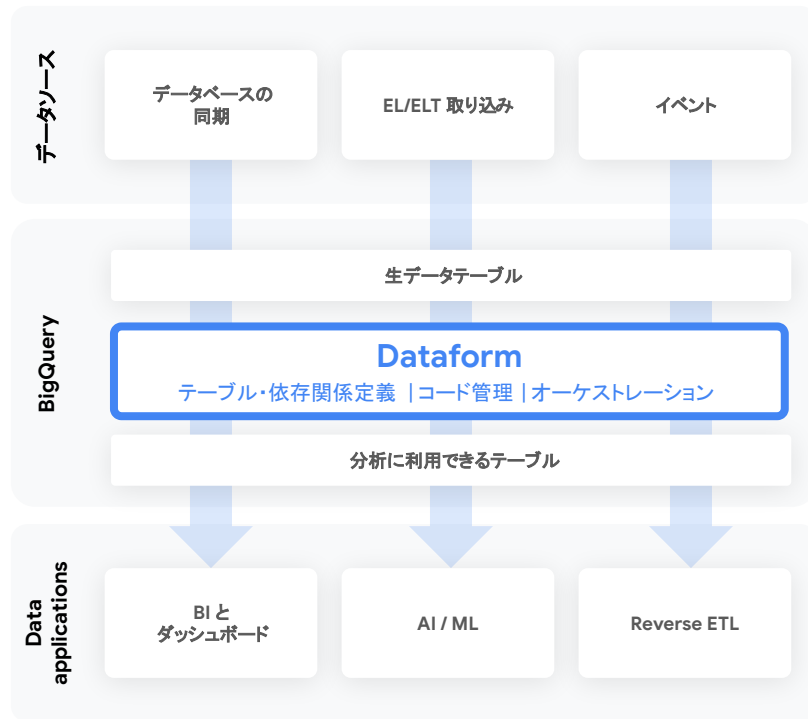 データソース
データベースの
同期
EL/ELT 取り込み
イベント
BigQuery
生データテーブル
Dataform
テーブル・依存関係定義 | コード管理 | オーケストレーション
分析に利用できるテーブル
Data
applications
BI と
ダッシュボード
AI / ML
Reverse ETL